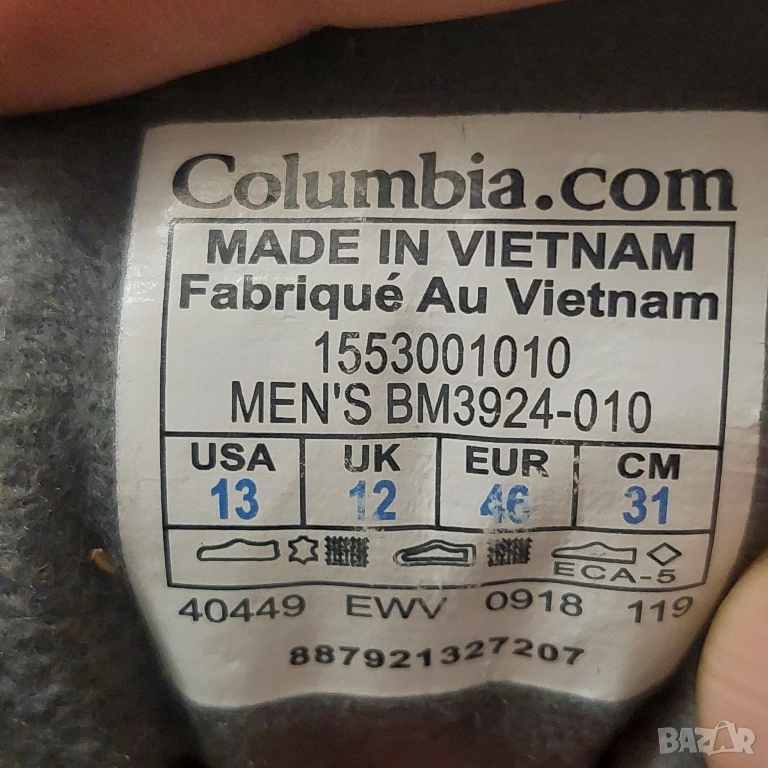 Columbia.com
MADE IN VIETNAM
Fabriqué Au Vietnam
1553001010
MEN'S BM3924-010
USA UK EUR CM
13 12 46 31
ECA-5
40449 EWV 0918 119
887921327207
BAZAR